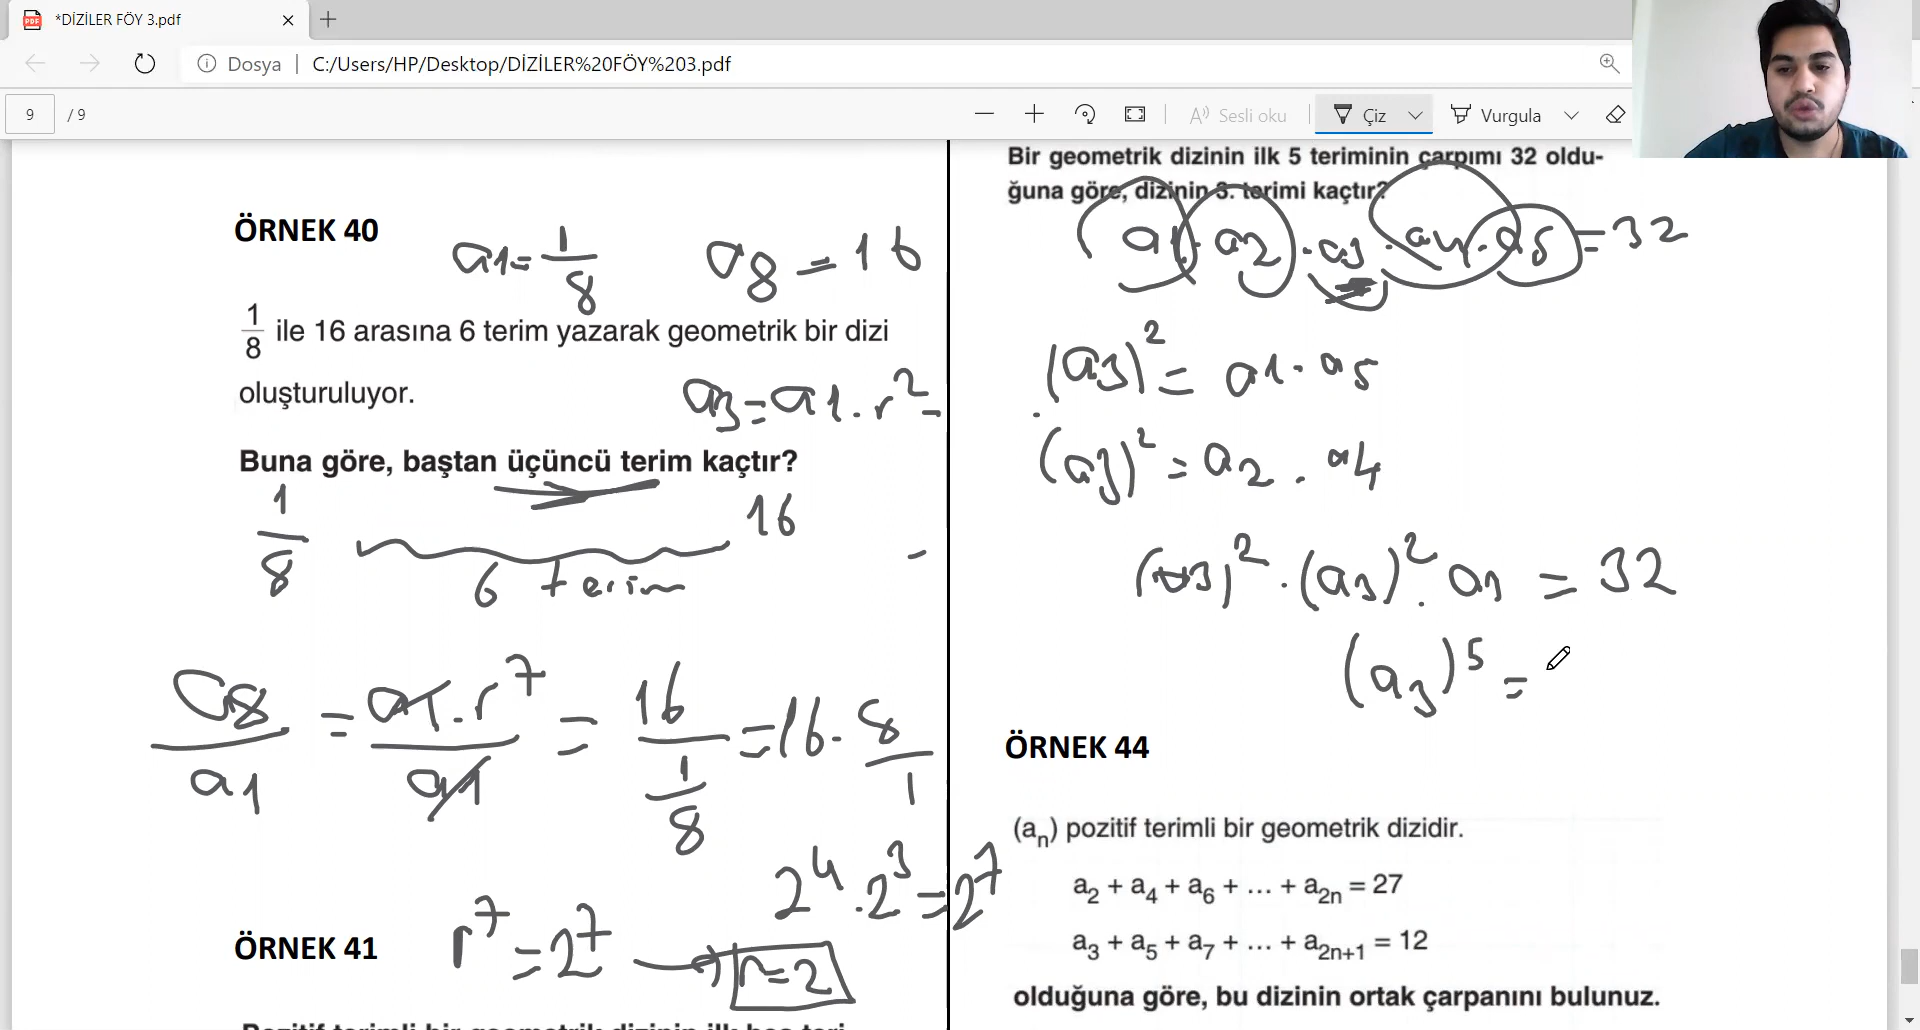 *DİZİLER FÖY 3.pdf
Dosya | C:/Users/HP/Desktop/DİZİLER%20FÖY%203.pdf
9 / 9
Sesli oku
Çiz
Vurgula
ÖRNEK 40
a1 = 1/8 a8 = 16
1/8 ile 16 arasına 6 terim yazarak geometrik bir dizi
oluşturuluyor.
a3 = a1 . r² =
Buna göre, baştan üçüncü terim kaçtır?
1/8 16
6 terim
a8/a1 = a1 . r⁷/a1 = 16/(1/8) = 16 . 8/1
2⁴ . 2³ = 2⁷
r⁷ = 2⁷ → r = 2
ÖRNEK 41
Bir geometrik dizinin ilk 5 teriminin çarpımı 32 oldu-
ğuna göre, dizinin 3. terimi kaçtır?
a1 . a2 . a3 . a4 . a5 = 32
(a3)² = a1 . a5
(a3)² = a2 . a4
(a3)² . (a3)² . a3 = 32
(a3)⁵ =
ÖRNEK 44
(aₙ) pozitif terimli bir geometrik dizidir.
a₂ + a₄ + a₆ + ... + a₂ₙ = 27
a₃ + a₅ + a₇ + ... + a₂ₙ₊₁ = 12
olduğuna göre, bu dizinin ortak çarpanını bulunuz.